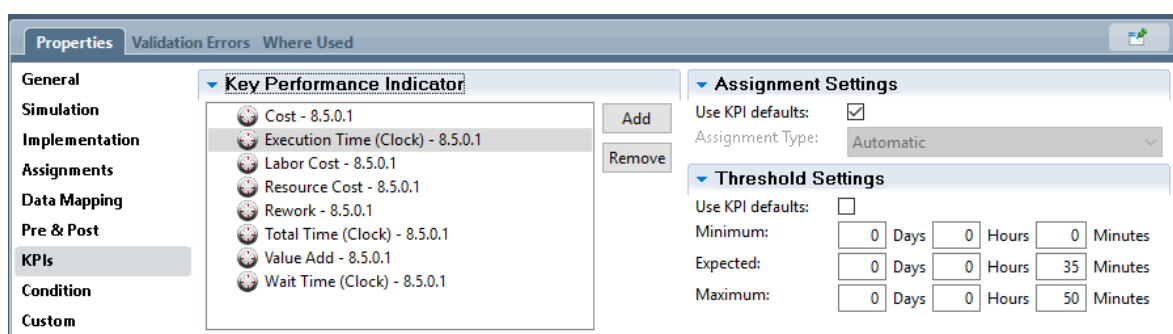 Properties Validation Errors Where Used
General
Simulation
Implementation
Assignments
Data Mapping
Pre & Post
KPIs
Condition
Custom
Key Performance Indicator
Cost - 8.5.0.1
Execution Time (Clock) - 8.5.0.1
Labor Cost - 8.5.0.1
Resource Cost - 8.5.0.1
Rework - 8.5.0.1
Total Time (Clock) - 8.5.0.1
Value Add - 8.5.0.1
Wait Time (Clock) - 8.5.0.1
Add
Remove
Assignment Settings
Use KPI defaults:
Assignment Type: Automatic
Threshold Settings
Use KPI defaults:
Minimum: 0 Days 0 Hours 0 Minutes
Expected: 0 Days 0 Hours 35 Minutes
Maximum: 0 Days 0 Hours 50 Minutes